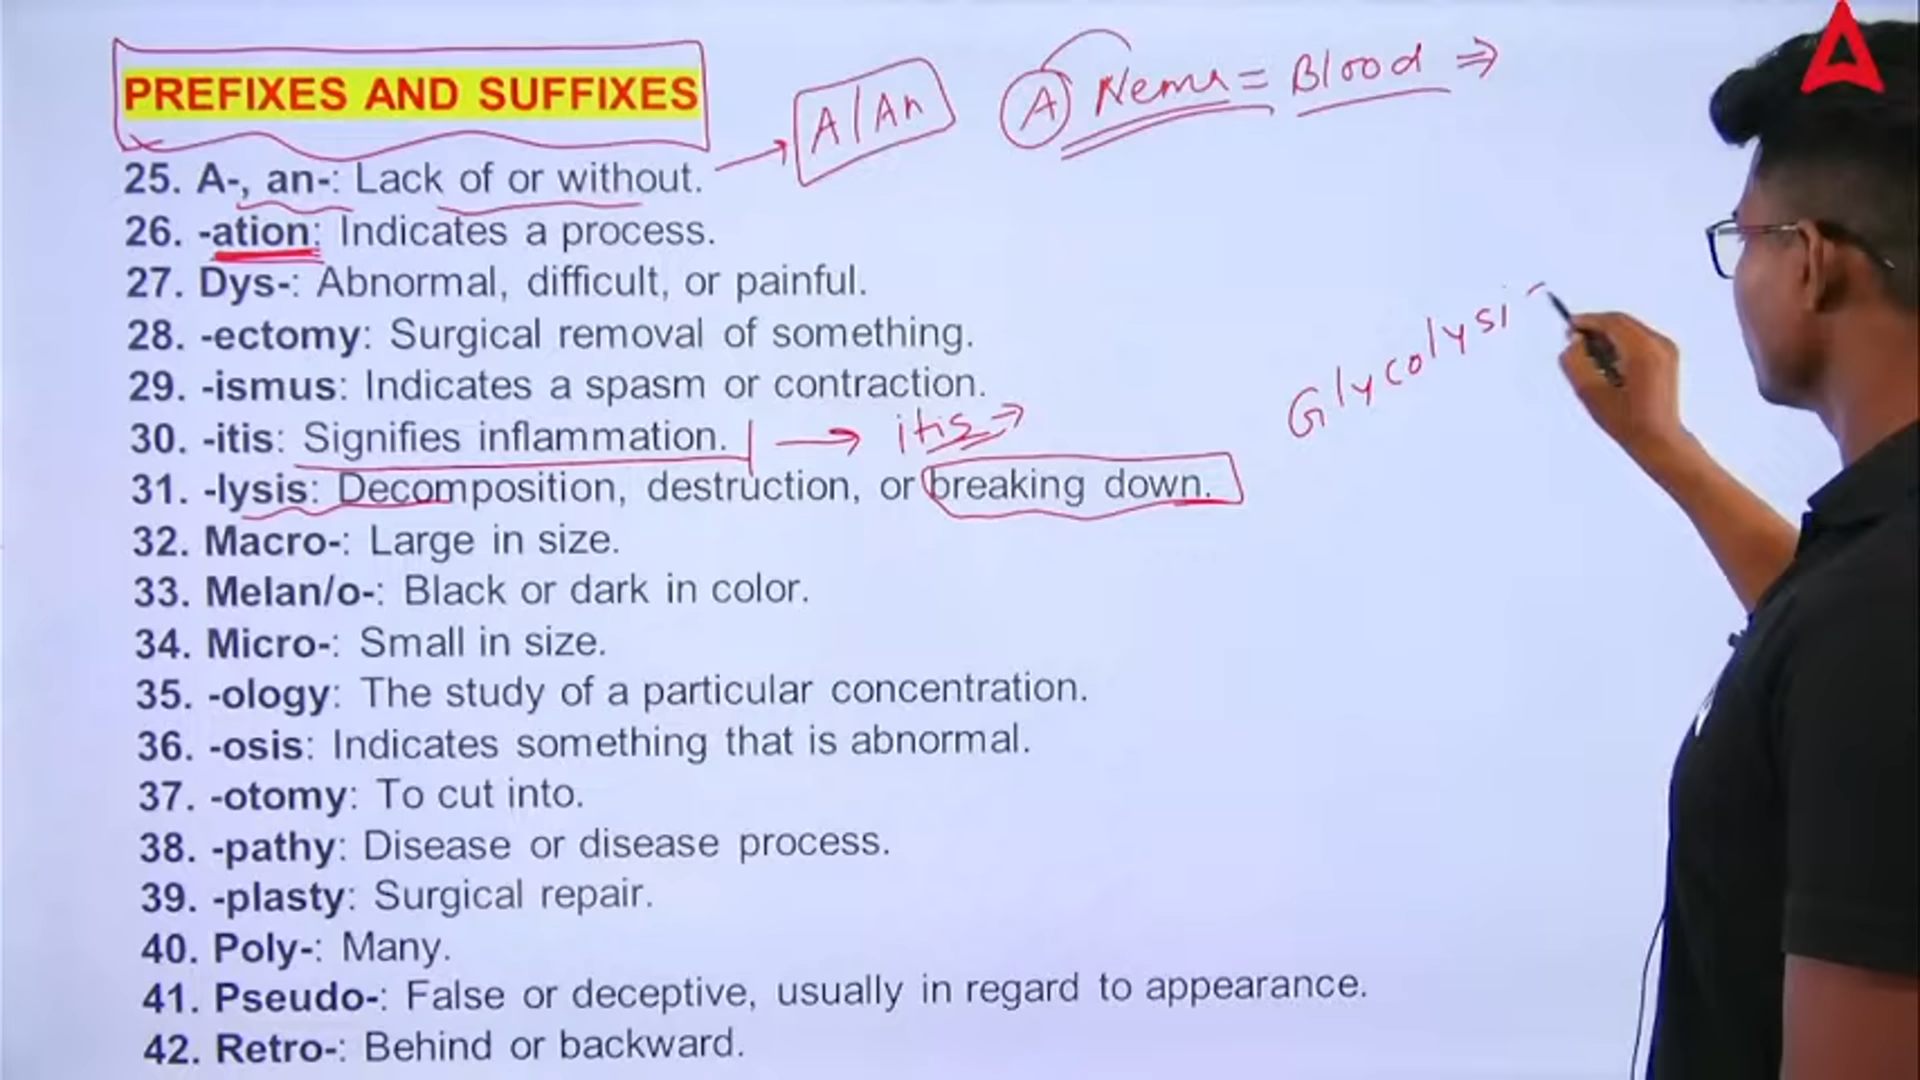 PREFIXES AND SUFFIXES
A/An
A Nemia = Blood ⇒
25. A-, an-: Lack of or without.
26. -ation: Indicates a process.
27. Dys-: Abnormal, difficult, or painful.
28. -ectomy: Surgical removal of something.
29. -ismus: Indicates a spasm or contraction.
Glycolysi
30. -itis: Signifies inflammation. → itis →
31. -lysis: Decomposition, destruction, or breaking down.
32. Macro-: Large in size.
33. Melan/o-: Black or dark in color.
34. Micro-: Small in size.
35. -ology: The study of a particular concentration.
36. -osis: Indicates something that is abnormal.
37. -otomy: To cut into.
38. -pathy: Disease or disease process.
39. -plasty: Surgical repair.
40. Poly-: Many.
41. Pseudo-: False or deceptive, usually in regard to appearance.
42. Retro-: Behind or backward.